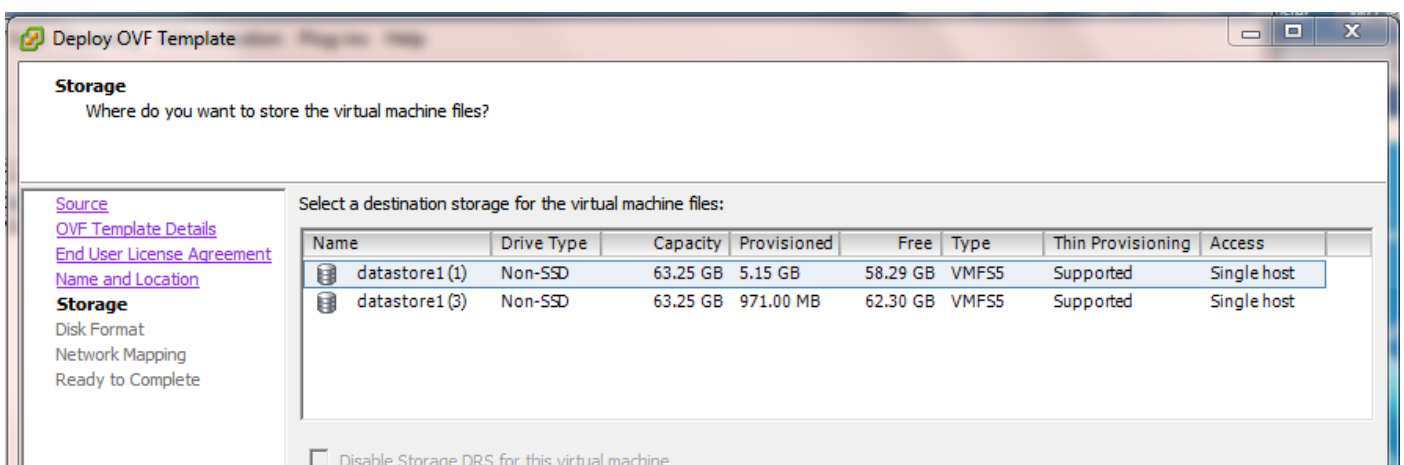 Deploy OVF Template
Storage
Where do you want to store the virtual machine files?
Source
OVF Template Details
End User License Agreement
Name and Location
Storage
Disk Format
Network Mapping
Ready to Complete
Select a destination storage for the virtual machine files:
Name Drive Type Capacity Provisioned Free Type Thin Provisioning Access
datastore1 (1) Non-SSD 63.25 GB 5.15 GB 58.29 GB VMFS5 Supported Single host
datastore1 (3) Non-SSD 63.25 GB 971.00 MB 62.30 GB VMFS5 Supported Single host
Disable Storage DRS for this virtual machine